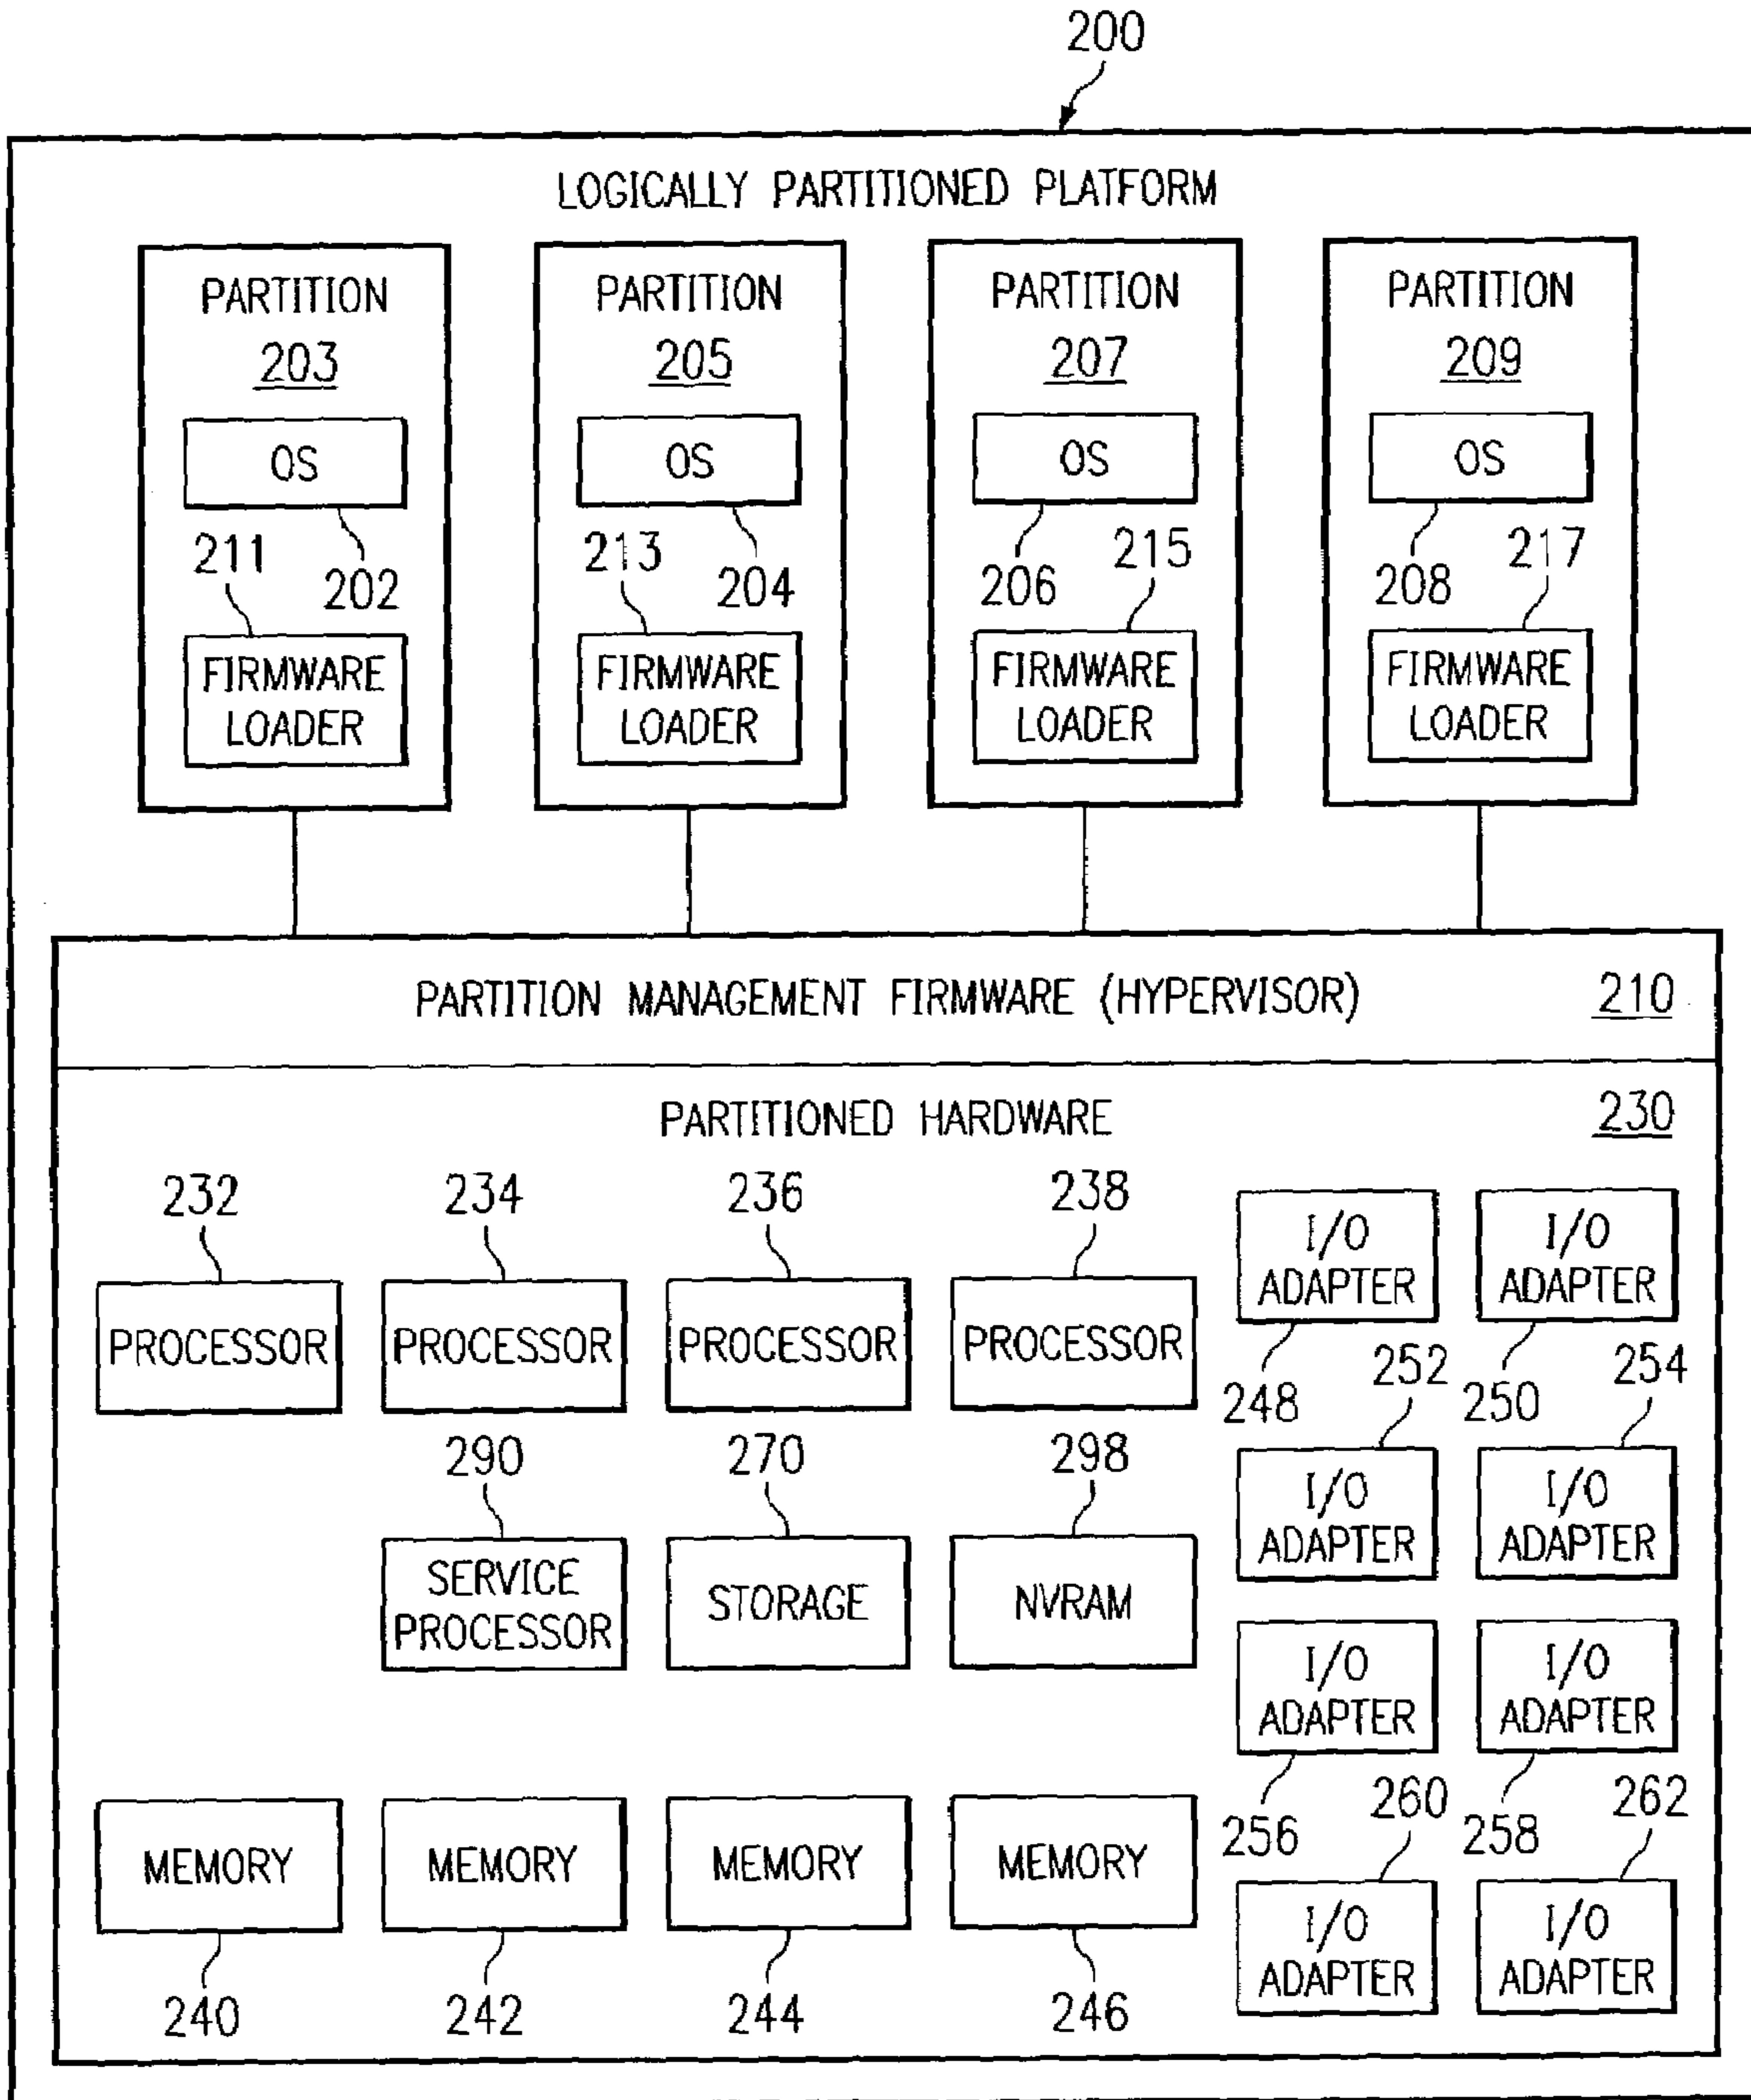 200
LOGICALLY PARTITIONED PLATFORM
PARTITION PARTITION PARTITION PARTITION
203 205 207 209
OS OS OS OS
211 202 213 204 206 215 208 217
FIRMWARE FIRMWARE FIRMWARE FIRMWARE
LOADER LOADER LOADER LOADER
PARTITION MANAGEMENT FIRMWARE (HYPERVISOR) 210
PARTITIONED HARDWARE 230
232 234 236 238
PROCESSOR PROCESSOR PROCESSOR PROCESSOR
I/O I/O
ADAPTER ADAPTER
248 252 250 254
290 270 298
SERVICE
PROCESSOR
STORAGE NVRAM
I/O I/O
ADAPTER ADAPTER
I/O I/O
ADAPTER ADAPTER
256 260 258 262
MEMORY MEMORY MEMORY MEMORY
I/O I/O
ADAPTER ADAPTER
240 242 244 246